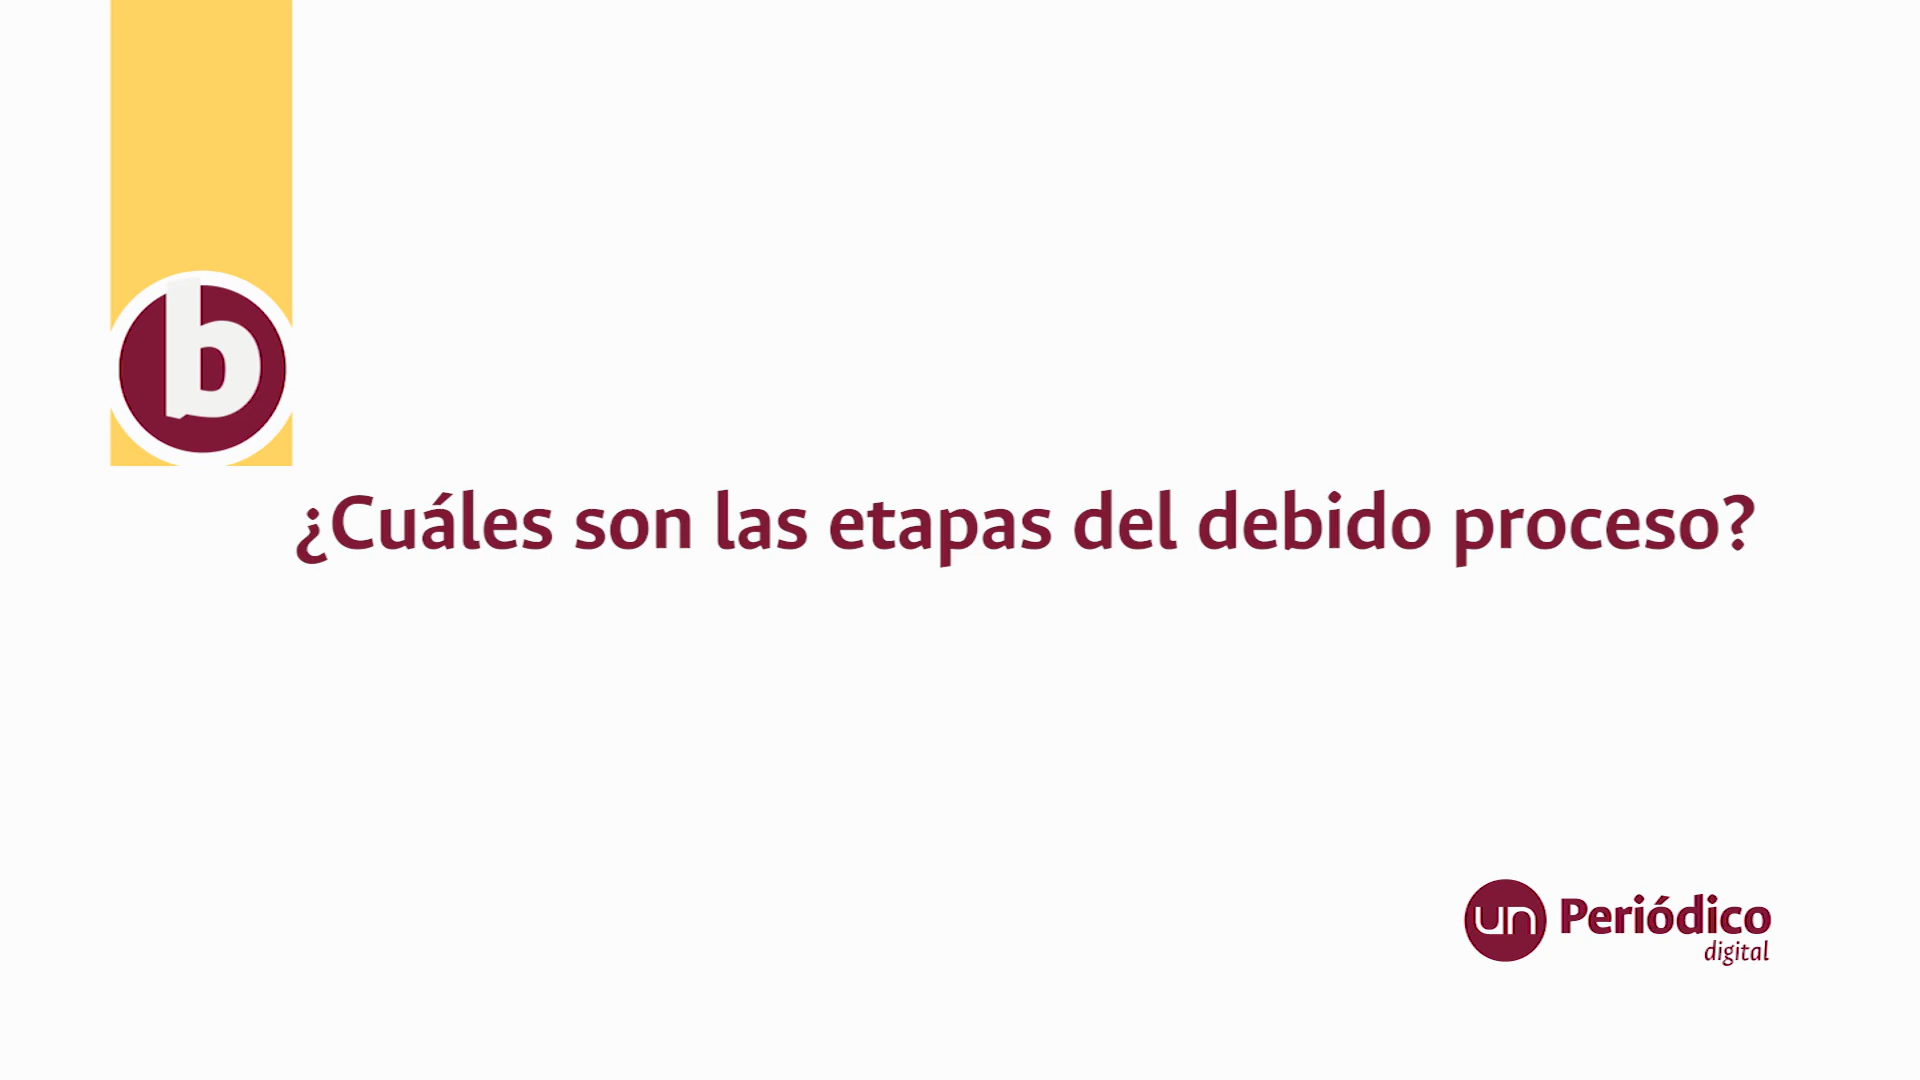 b
¿Cuáles son las etapas del debido proceso?
un Periódico
digital